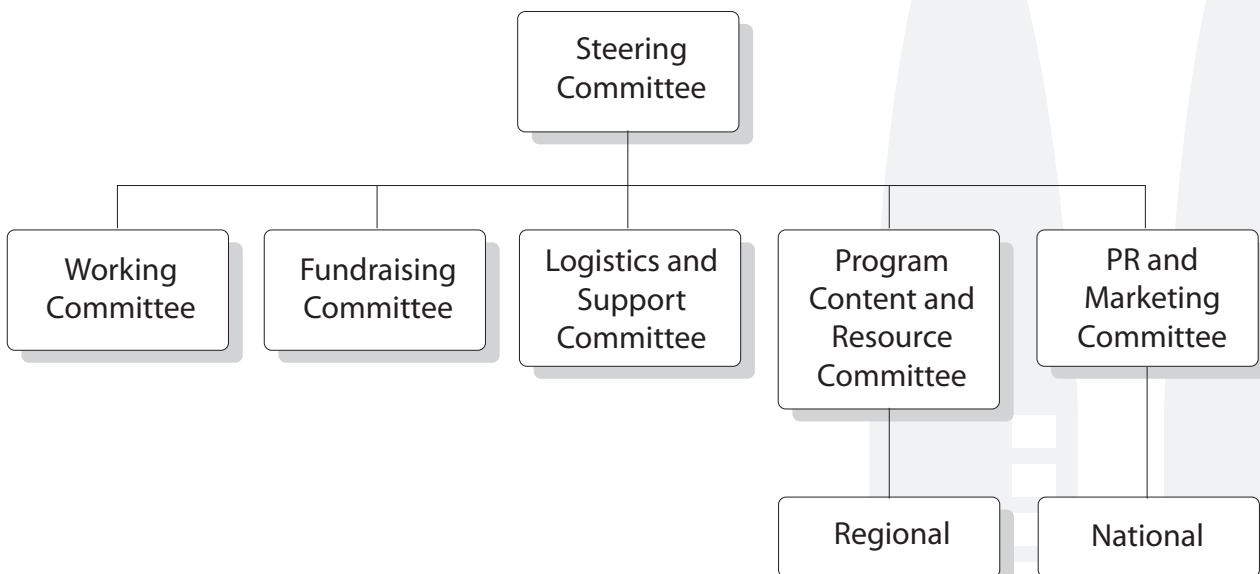 Steering
Committee
Working
Committee
Fundraising
Committee
Logistics and
Support
Committee
Program
Content and
Resource
Committee
PR and
Marketing
Committee
Regional
National